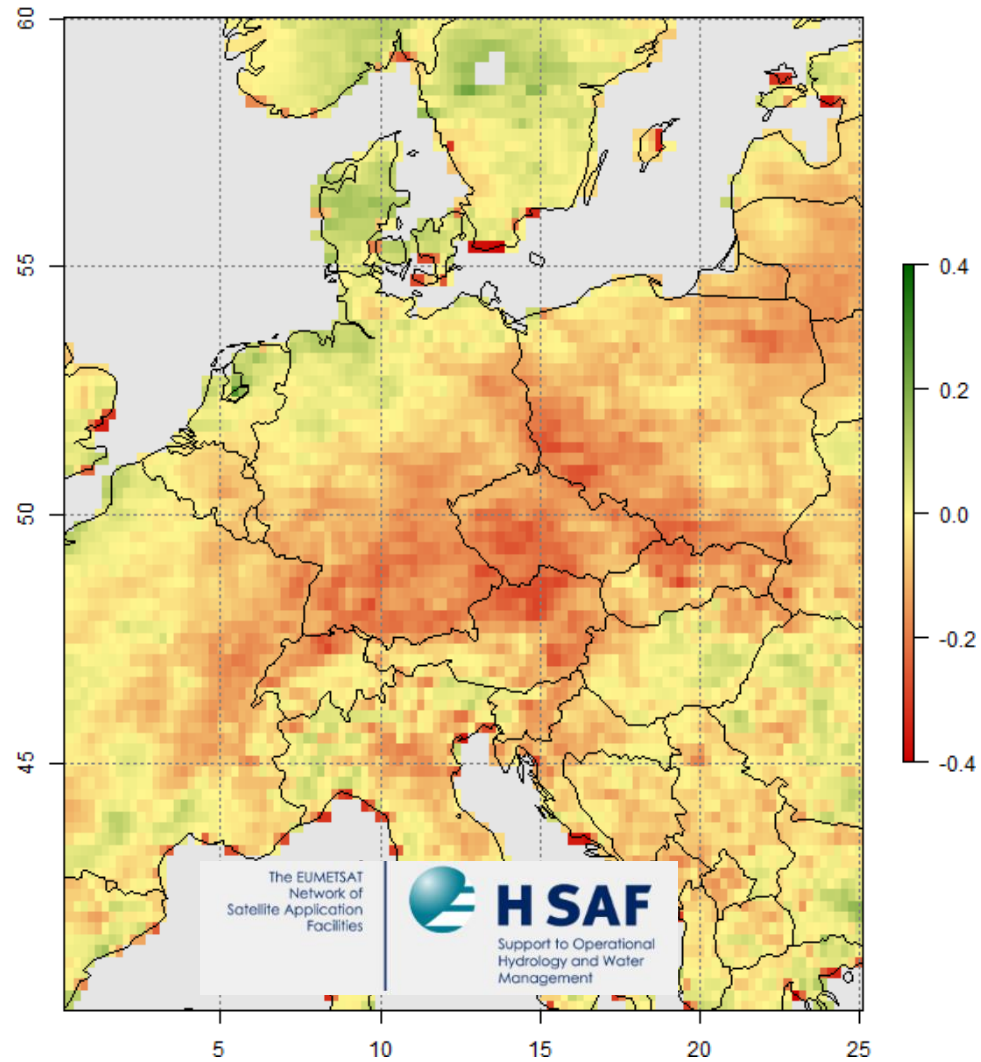 60
55
50
45
5
10
15
20
25
0.4
0.2
0.0
-0.2
-0.4
The EUMETSAT
Network of
Satellite Application
Facilities
H SAF
Support to Operational
Hydrology and Water
Management